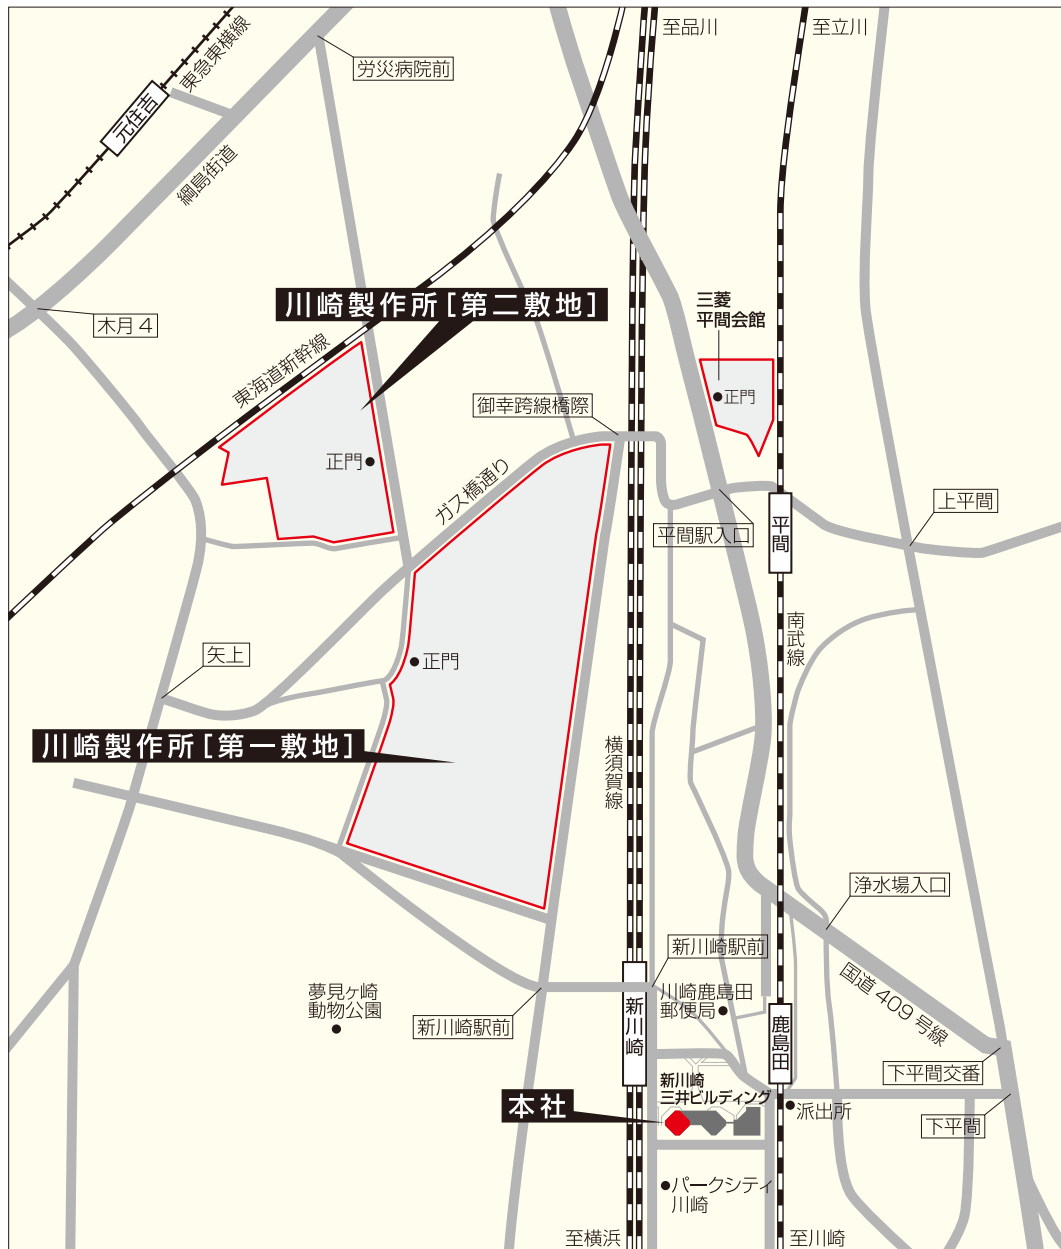 至品川
至立川
東急東横線
労災病院前
元住吉
綱島街道
川崎製作所[第二敷地]
三菱
平間会館
木月4
東海道新幹線
正門
御幸跨線橋際
正門
ガス橋通り
上平間
平間駅入口
平間
南武線
矢上
正門
川崎製作所[第一敷地]
横須賀線
浄水場入口
新川崎駅前
国道409号線
夢見ヶ崎
動物公園
川崎鹿島田
郵便局
新川崎
鹿島田
新川崎駅前
下平間交番
新川崎
三井ビルディング
本社
派出所
下平間
パークシティ
川崎
至横浜
至川崎